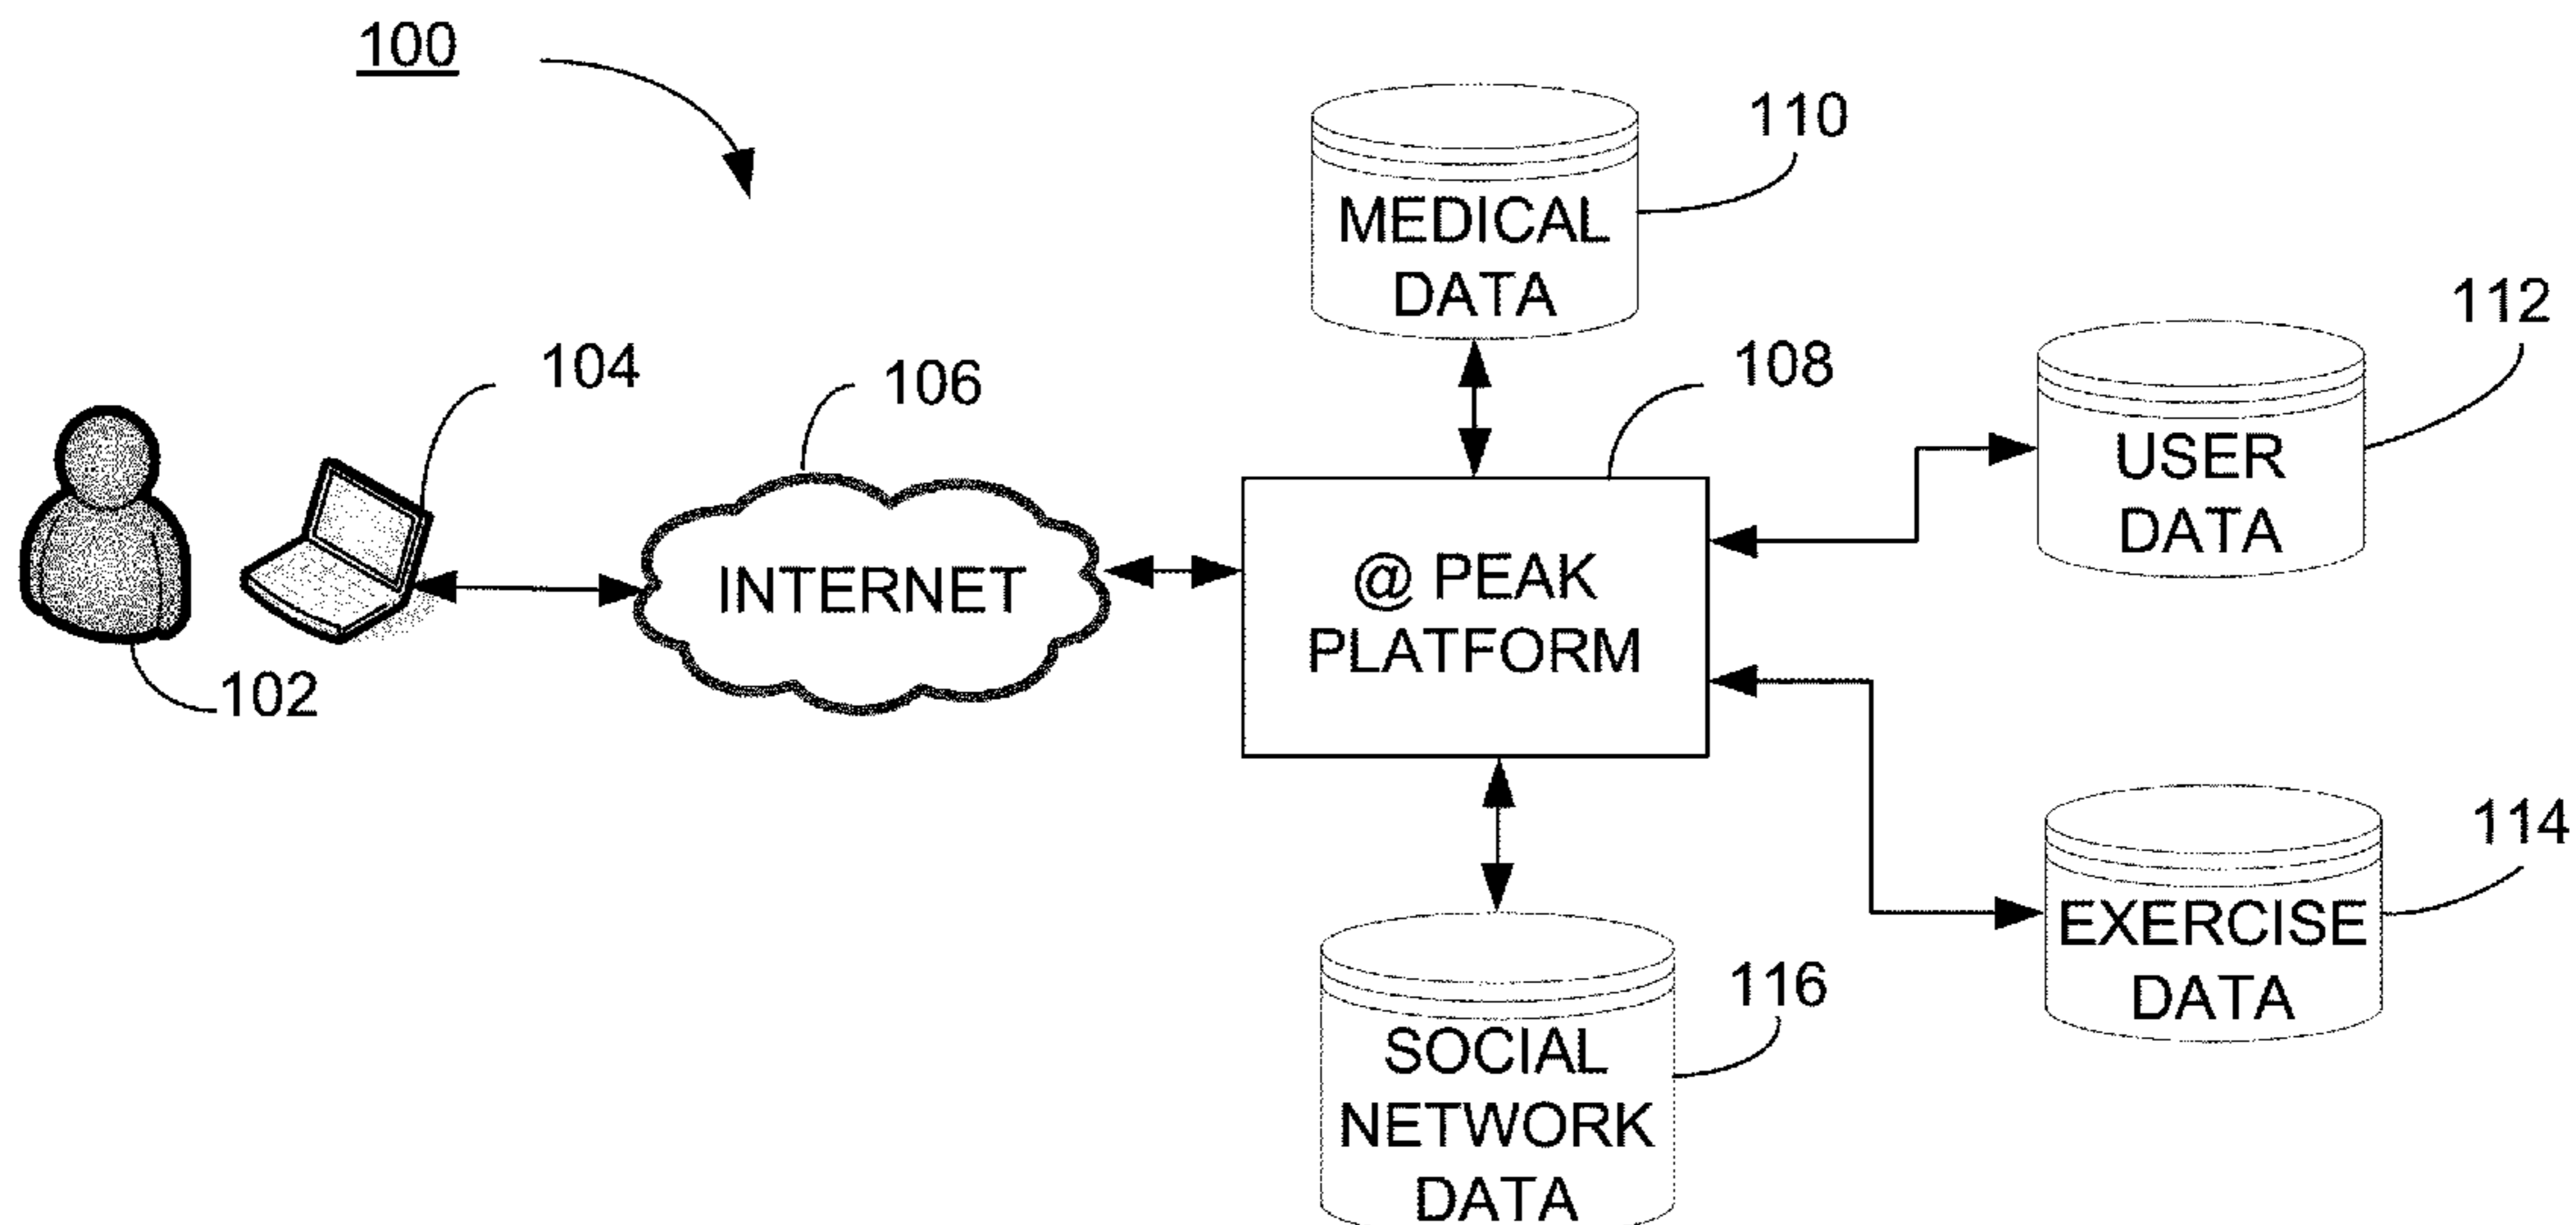 100
110
MEDICAL
DATA
112
104
106
108
USER
DATA
INTERNET
@ PEAK
PLATFORM
102
114
EXERCISE
DATA
116
SOCIAL
NETWORK
DATA